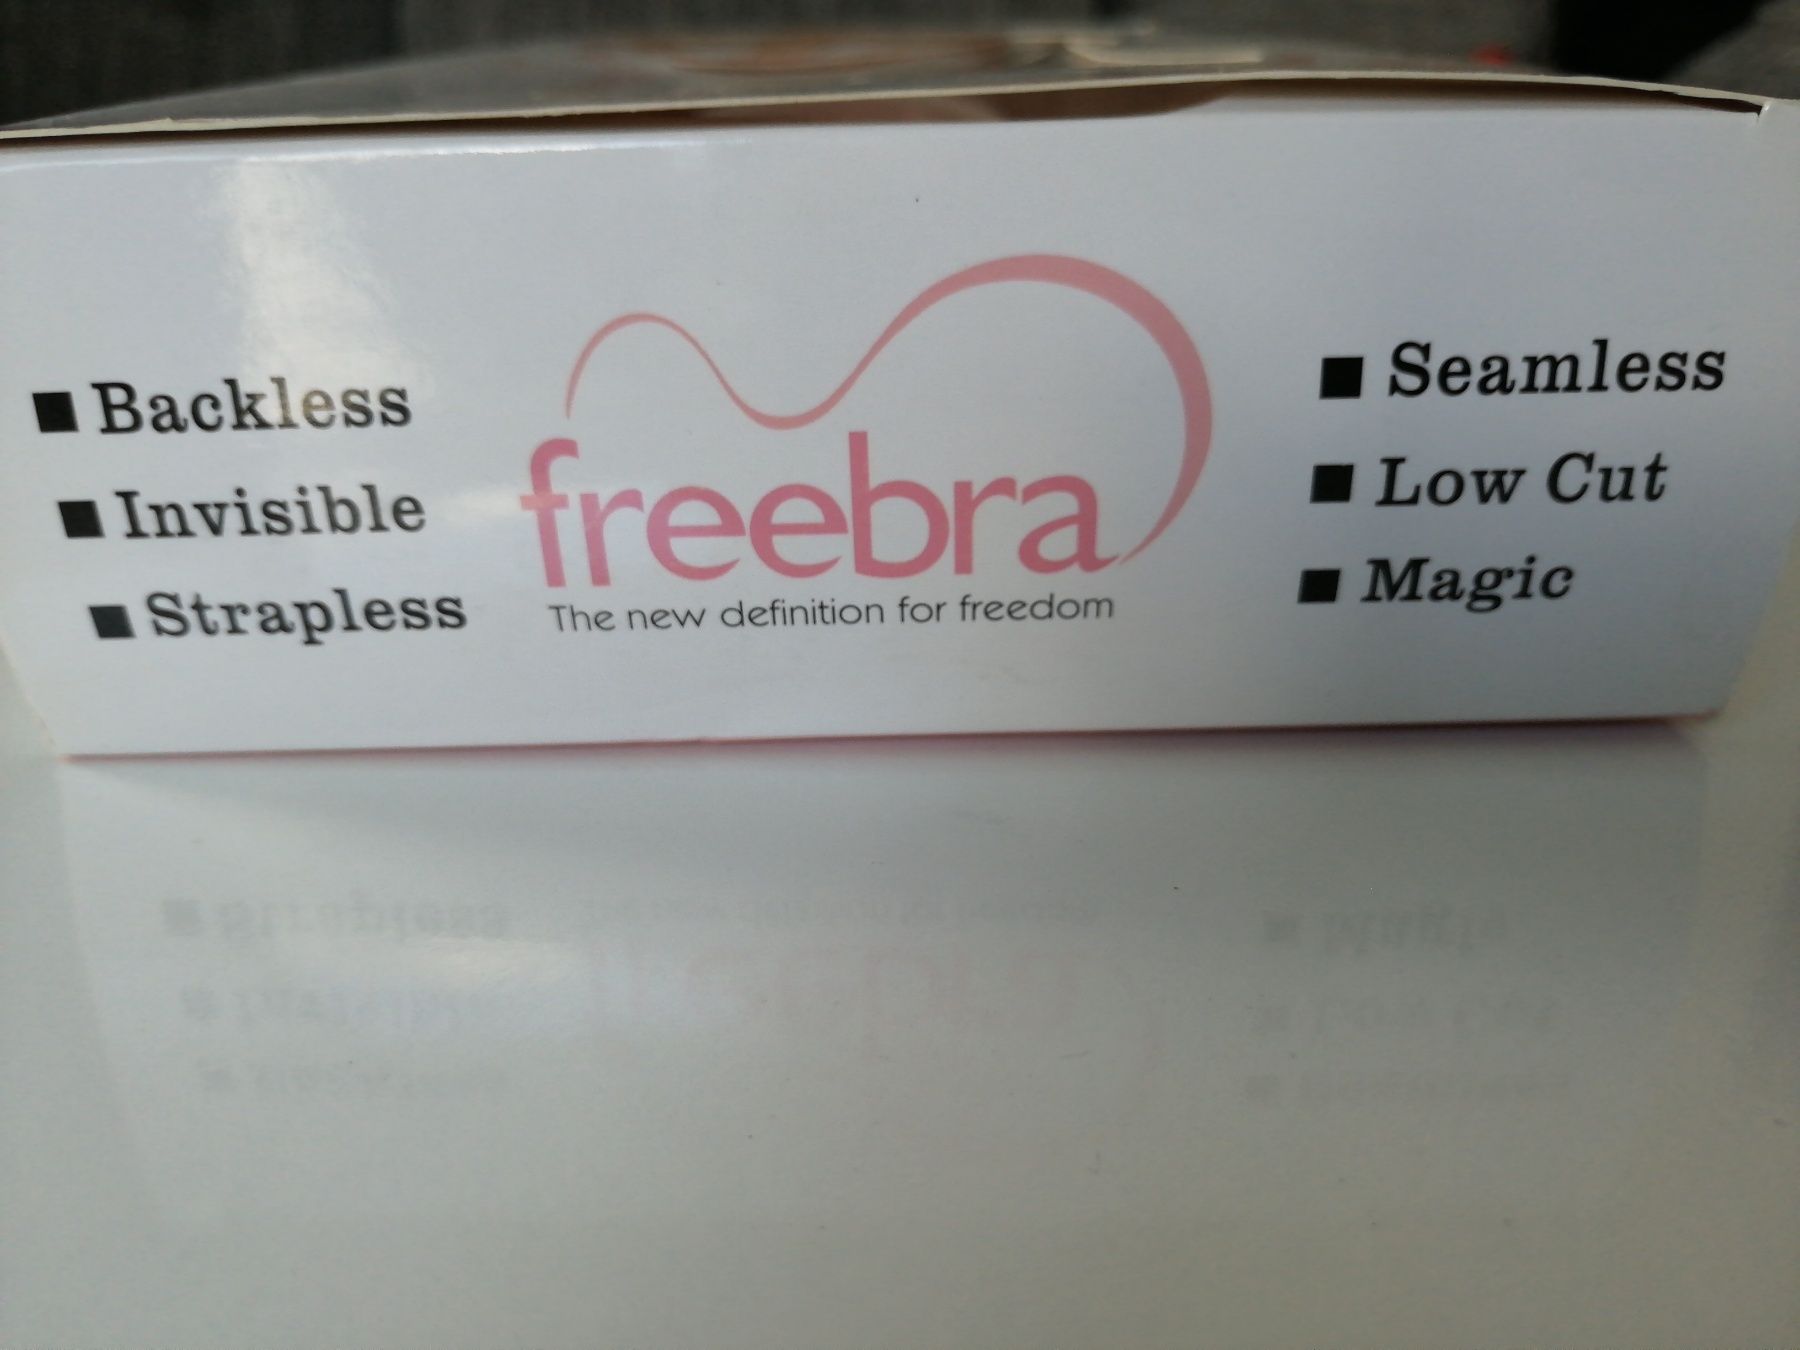 Backless
Invisible
Strapless
freebra
The new definition for freedom
Seamless
Low Cut
Magic